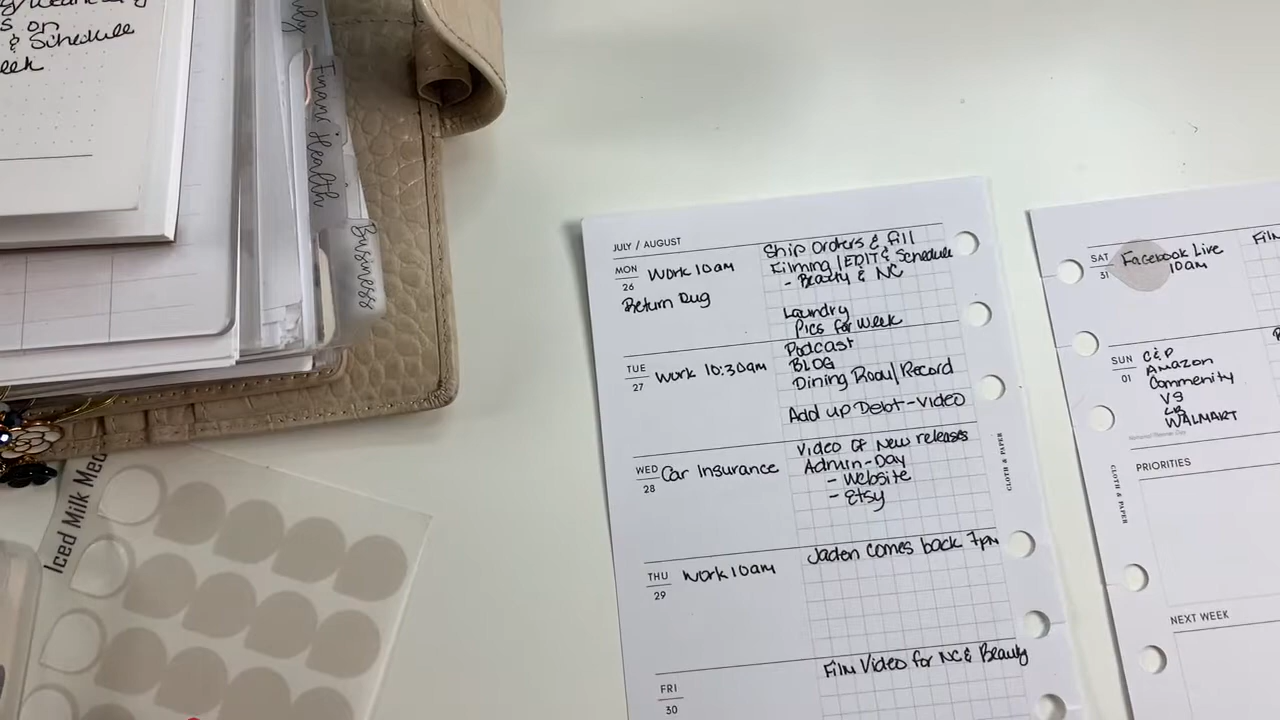 s on
& Schedule
eek
July
Finance
Health
Business
Iced Milk
JULY / AUGUST
MON
26
Work 10am
Return Dug
Ship Orders & fill
Filming | EDIT & Schedule
- Beauty & NC
Laundry
Pics for week
TUE
27
Work 10:30am
Podcast
BLOG
Dining Room/Record
Add up Debt-Video
WED
28
Car Insurance
Video of New releases
Admin-Day
- Website
- Etsy
THU
29
Work 10am
Jaden comes back 7pm
FRI
30
Film Video for NC & Beauty
CLOTH & PAPER
SAT
31
Facebook Live
10am
SUN
01
C&P
Amazon
Commenity
VS
WALMART
CLOTH & PAPER
PRIORITIES
NEXT WEEK